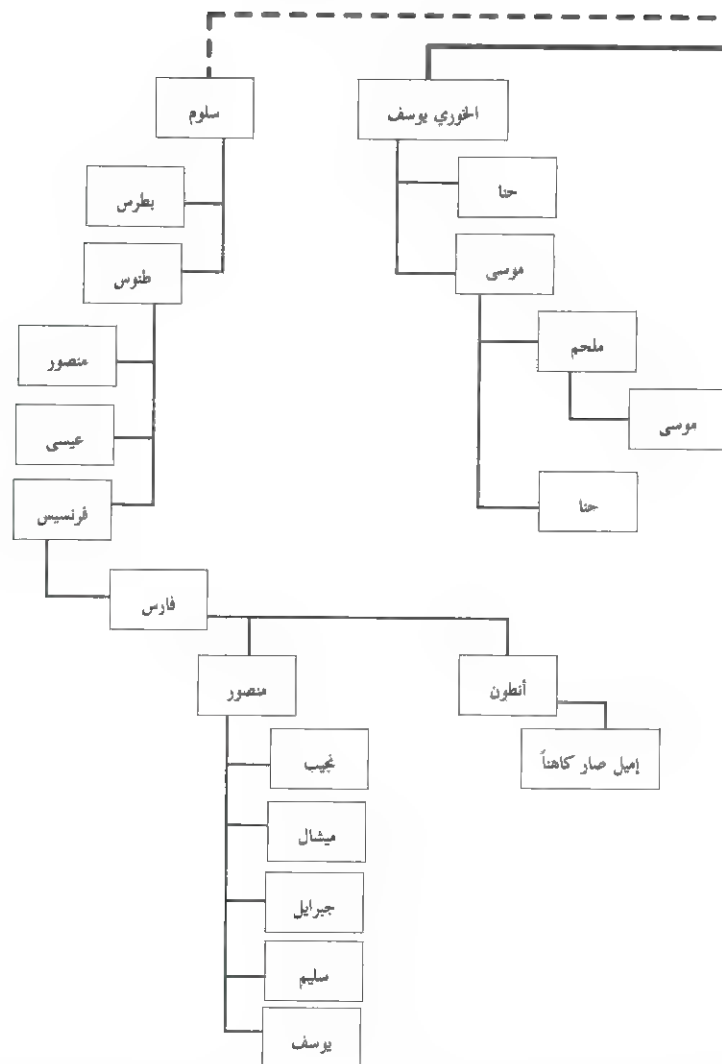 الخوري يوسف
سلوم
حنا
بطرس
موسى
طنوس
ملحم
منصور
موسى
عيسى
حنا
فرنسيس
فارس
أنطون
منصور
إميل صار كاهناً
نجيب
ميشال
جبرايل
سليم
يوسف